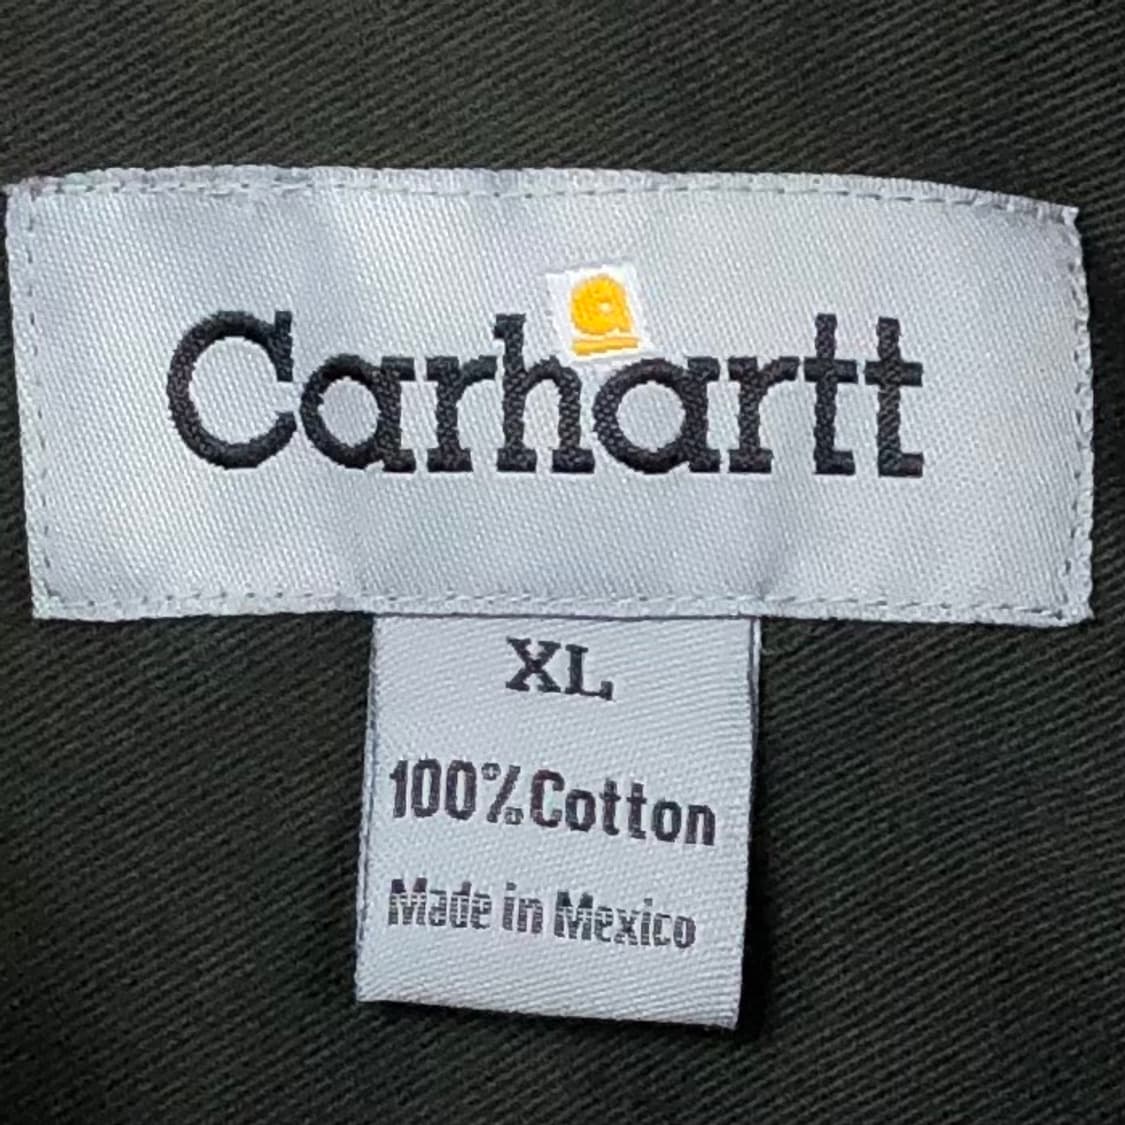 Carhartt
XL
100% Cotton
Made in Mexico